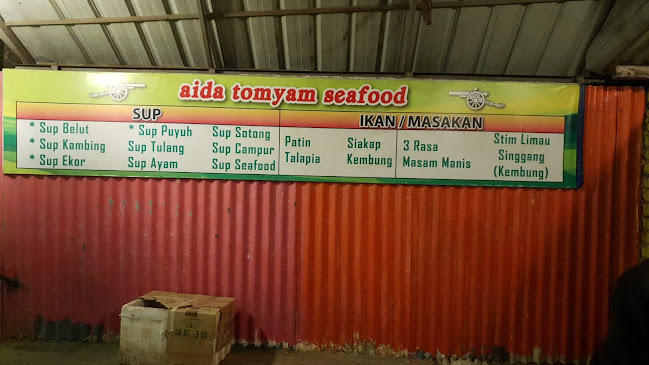 aida tomyam seafood
SUP
* Sup Belut
* Sup Kambing
* Sup Ekor
* Sup Puyuh
Sup Tulang
Sup Ayam
Sup Sotong
Sup Campur
Sup Seafood
IKAN / MASAKAN
Patin
Talapia
Siakap
Kembung
3 Rasa
Masam Manis
Stim Limau
Singgang
(Kembung)